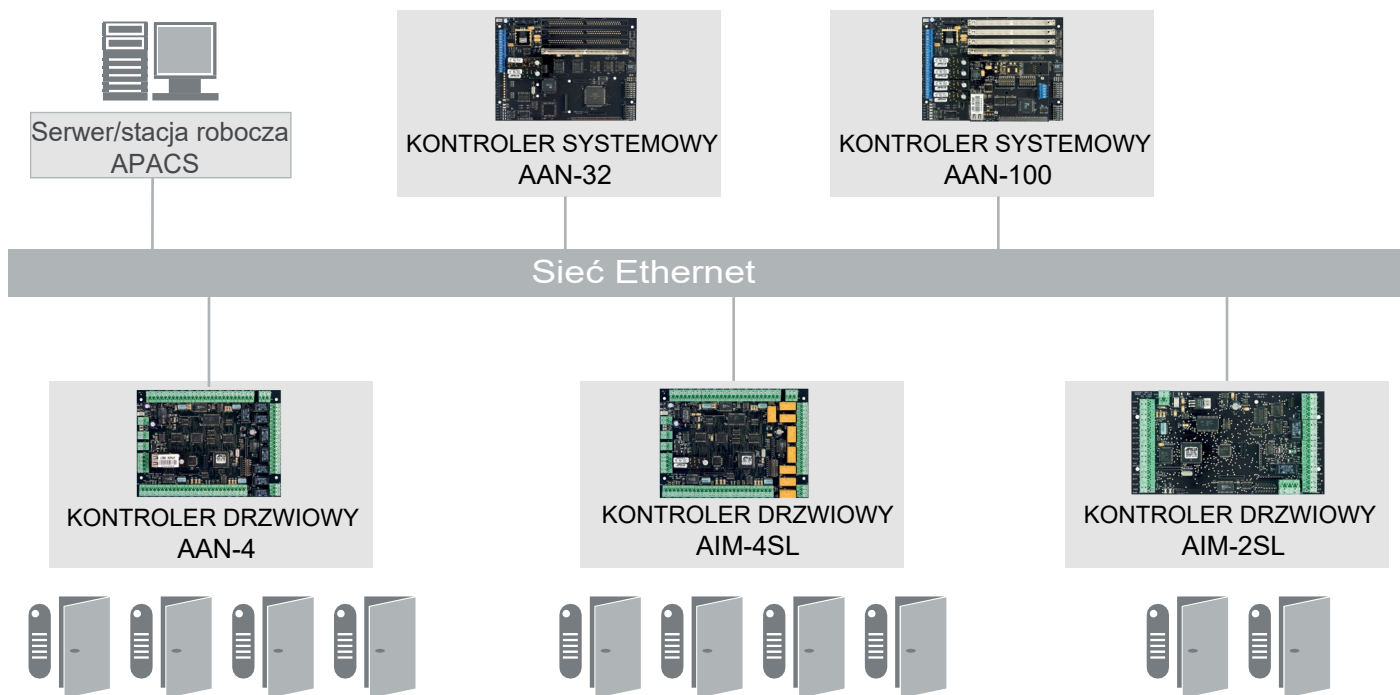 Serwer/stacja robocza
APACS
KONTROLER SYSTEMOWY
AAN-32
KONTROLER SYSTEMOWY
AAN-100
Sieć Ethernet
KONTROLER DRZWIOWY
AAN-4
KONTROLER DRZWIOWY
AIM-4SL
KONTROLER DRZWIOWY
AIM-2SL